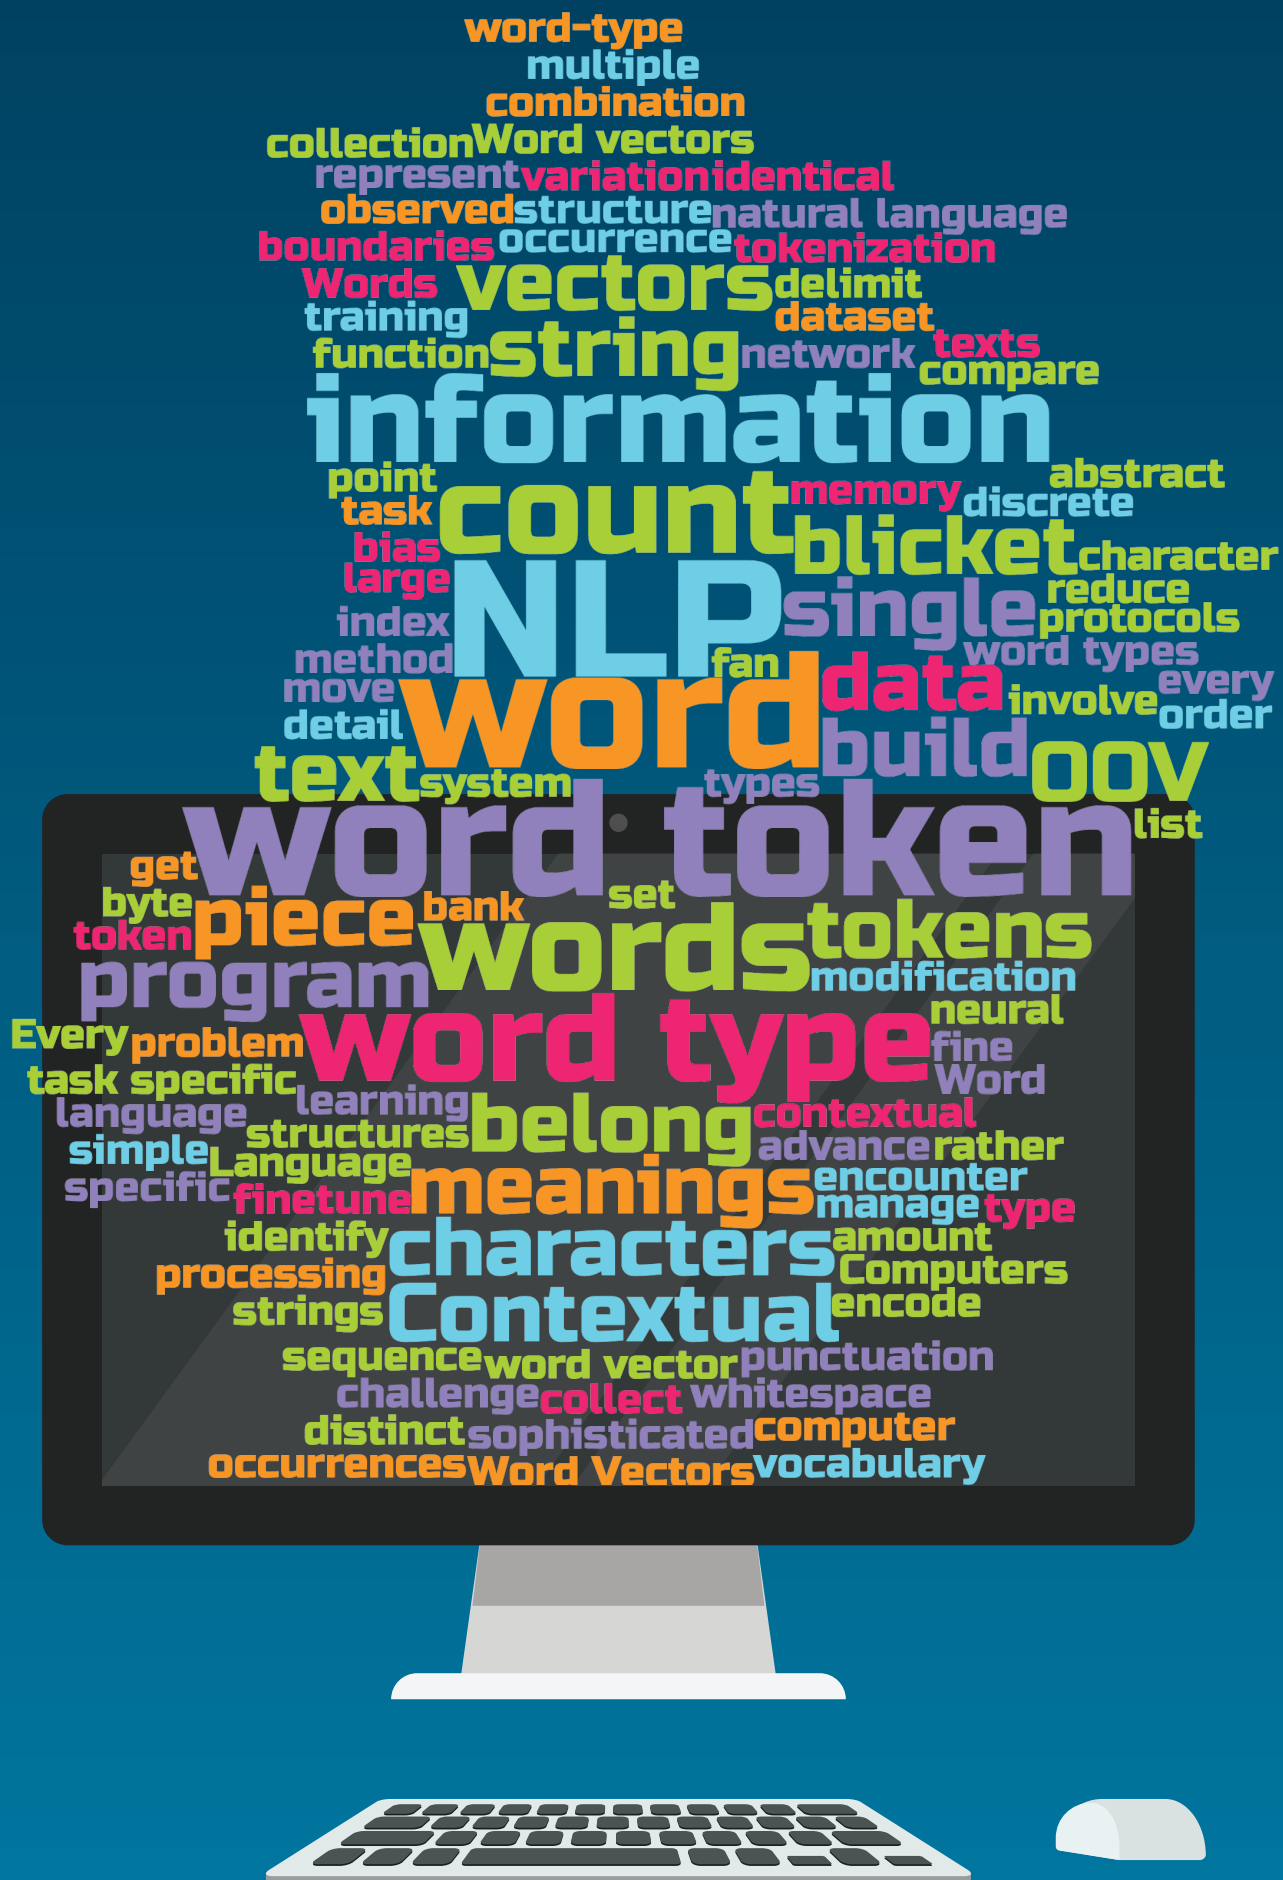 word-type
multiple
combination
collection Word vectors
represent variation identical
observed structure natural language
boundaries occurrence tokenization
Words vectors delimit
training dataset
function string network texts
compare
information
point abstract
task count memory discrete
bias blicket character
large NLP single reduce
index protocols
method fan word types
move word data involve every
detail build order
text system types OOV
word token list
get
byte piece bank set
token words tokens
program modification
neural
Every problem word type fine
task specific Word
language learning belong contextual
structures advance rather
simple Language meanings encounter
specific finetune manage type
identify characters amount
processing Computers
strings Contextual encode
sequence word vector punctuation
challenge collect whitespace
distinct sophisticated computer
occurrences Word Vectors vocabulary